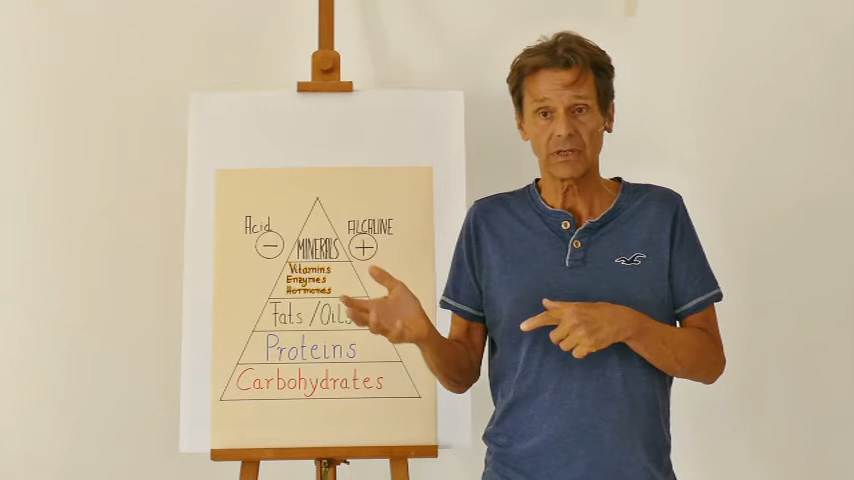 Acid
ALCALINE
−
MINERALS
+
Vitamins
Enzymes
Hormones
Fats/Oils
Proteins
Carbohydrates